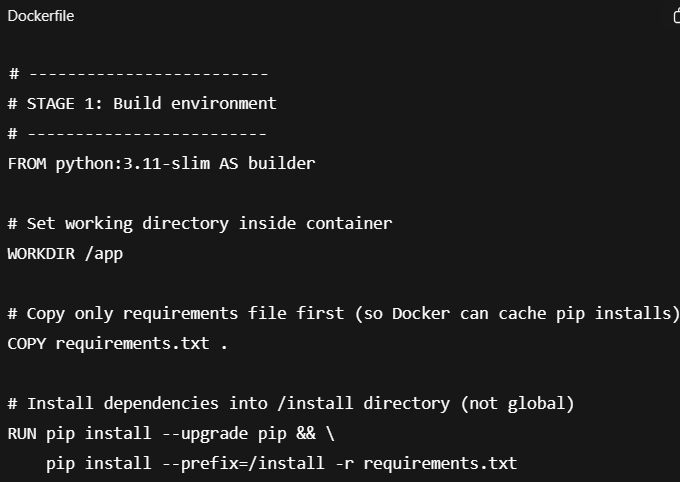 Dockerfile
# -------------------------
# STAGE 1: Build environment
# -------------------------
FROM python:3.11-slim AS builder
# Set working directory inside container
WORKDIR /app
# Copy only requirements file first (so Docker can cache pip installs)
COPY requirements.txt .
# Install dependencies into /install directory (not global)
RUN pip install --upgrade pip && \
    pip install --prefix=/install -r requirements.txt